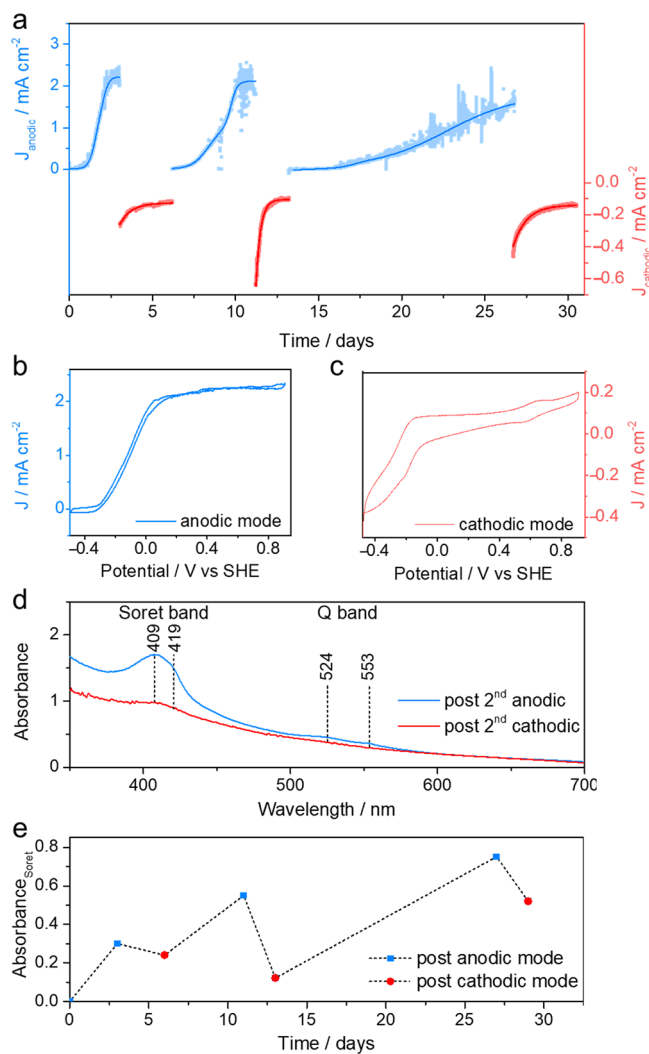 a
3
2
1
0
J anodic / mA cm⁻²
0.0
−0.2
−0.4
−0.6
J cathodic / mA cm⁻²
0 5 10 15 20 25 30
Time / days
b
2
1
0
J / mA cm⁻²
anodic mode
−0.4 0.0 0.4 0.8
Potential / V vs SHE
c
0.2
0.0
−0.2
−0.4
J / mA cm⁻²
cathodic mode
−0.4 0.0 0.4 0.8
Potential / V vs SHE
d
Soret band Q band
409
419
524
553
2
1
0
Absorbance
post 2ⁿᵈ anodic
post 2ⁿᵈ cathodic
400 500 600 700
Wavelength / nm
e
0.8
0.6
0.4
0.2
0.0
Absorbance Soret
post anodic mode
post cathodic mode
0 5 10 15 20 25 30
Time / days